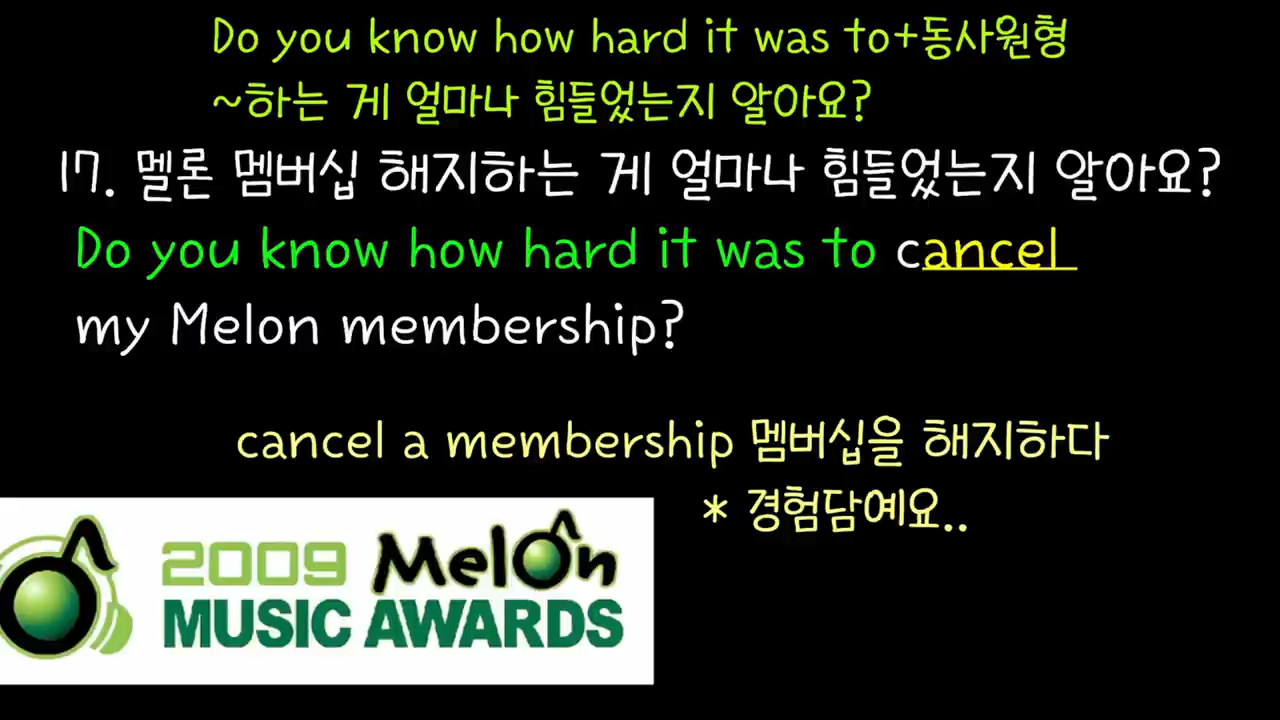 Do you know how hard it was to+동사원형
~하는 게 얼마나 힘들었는지 알아요?
17. 멜론 멤버십 해지하는 게 얼마나 힘들었는지 알아요?
Do you know how hard it was to cancel
my Melon membership?
cancel a membership 멤버십을 해지하다
* 경험담예요..
2009 Melon
MUSIC AWARDS